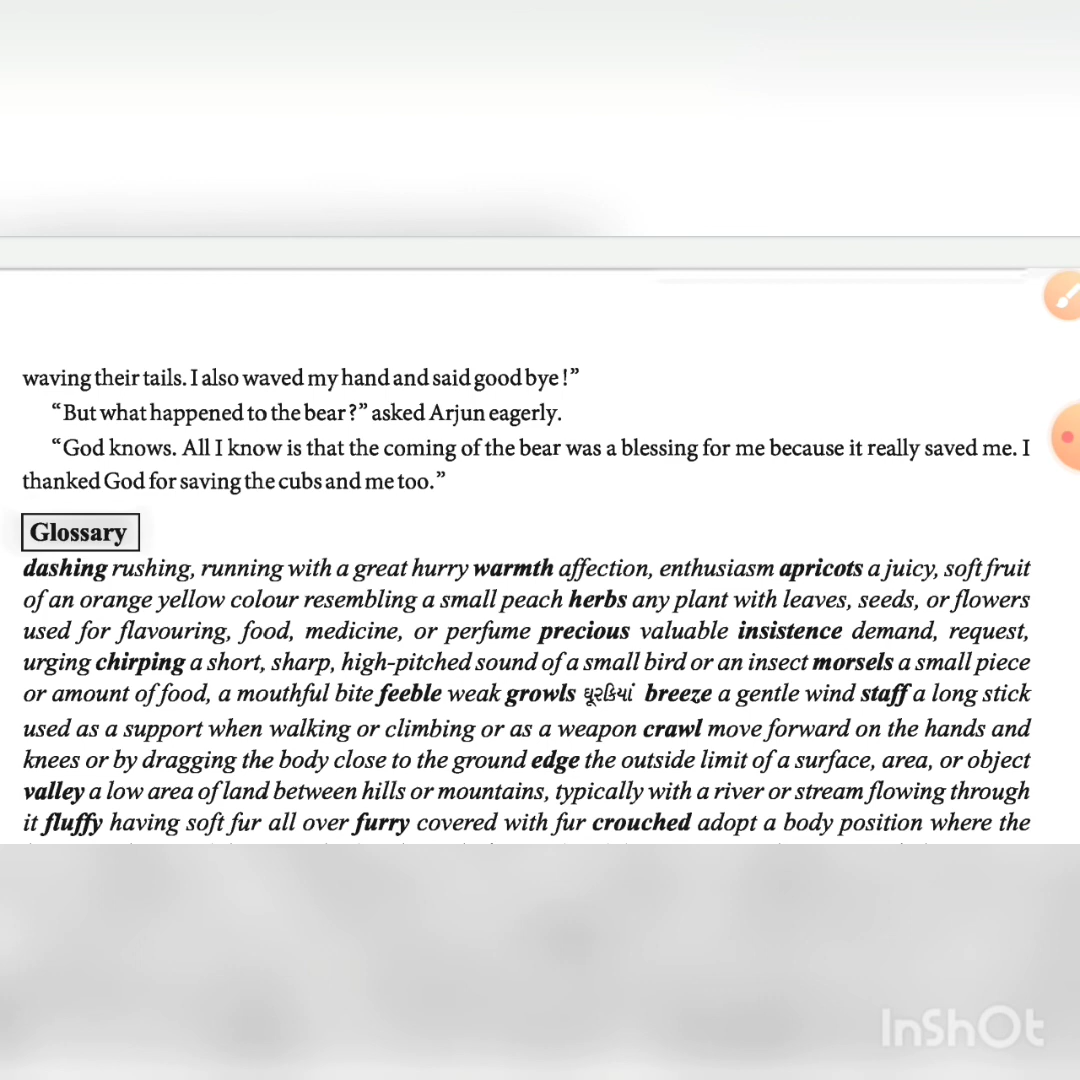 waving their tails. I also waved my hand and said good bye !”
“But what happened to the bear ?” asked Arjun eagerly.
“God knows. All I know is that the coming of the bear was a blessing for me because it really saved me. I
thanked God for saving the cubs and me too.”
Glossary
dashing rushing, running with a great hurry warmth affection, enthusiasm apricots a juicy, soft fruit
of an orange yellow colour resembling a small peach herbs any plant with leaves, seeds, or flowers
used for flavouring, food, medicine, or perfume precious valuable insistence demand, request,
urging chirping a short, sharp, high-pitched sound of a small bird or an insect morsels a small piece
or amount of food, a mouthful bite feeble weak growls ઘૂરકિયાં breeze a gentle wind staff a long stick
used as a support when walking or climbing or as a weapon crawl move forward on the hands and
knees or by dragging the body close to the ground edge the outside limit of a surface, area, or object
valley a low area of land between hills or mountains, typically with a river or stream flowing through
it fluffy having soft fur all over furry covered with fur crouched adopt a body position where the
InShOt